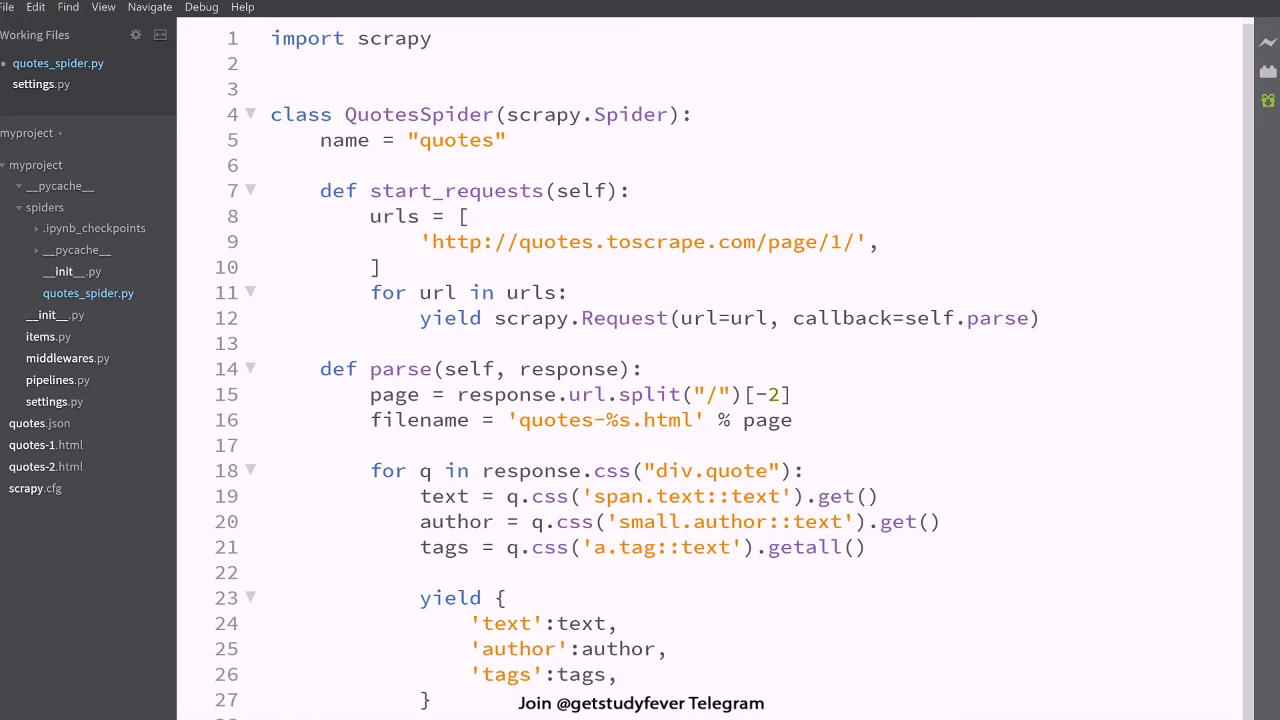 File Edit Find View Navigate Debug Help
Working Files
quotes_spider.py
settings.py
myproject
myproject
__pycache__
spiders
.ipynb_checkpoints
__pycache__
__init__.py
quotes_spider.py
__init__.py
items.py
middlewares.py
pipelines.py
settings.py
quotes.json
quotes-1.html
quotes-2.html
scrapy.cfg
1 import scrapy
2
3
4 class QuotesSpider(scrapy.Spider):
5 name = "quotes"
6
7 def start_requests(self):
8 urls = [
9 'http://quotes.toscrape.com/page/1/',
10 ]
11 for url in urls:
12 yield scrapy.Request(url=url, callback=self.parse)
13
14 def parse(self, response):
15 page = response.url.split("/")[-2]
16 filename = 'quotes-%s.html' % page
17
18 for q in response.css("div.quote"):
19 text = q.css('span.text::text').get()
20 author = q.css('small.author::text').get()
21 tags = q.css('a.tag::text').getall()
22
23 yield {
24 'text':text,
25 'author':author,
26 'tags':tags,
27 }
Join @getstudyfever Telegram